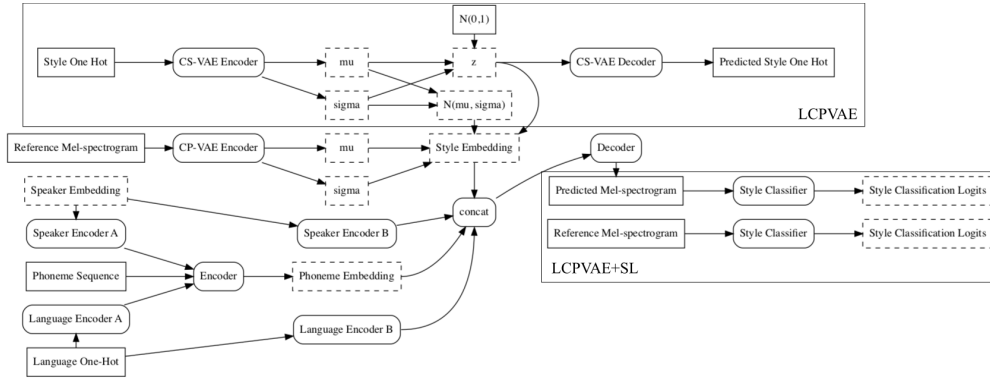 N(0,1)
Style One Hot
CS-VAE Encoder
mu
z
CS-VAE Decoder
Predicted Style One Hot
sigma
N(mu, sigma)
LCPVAE
Reference Mel-spectrogram
CP-VAE Encoder
mu
Style Embedding
Decoder
sigma
Speaker Embedding
Predicted Mel-spectrogram
Style Classifier
Style Classification Logits
concat
Speaker Encoder A
Speaker Encoder B
Reference Mel-spectrogram
Style Classifier
Style Classification Logits
LCPVAE+SL
Phoneme Sequence
Encoder
Phoneme Embedding
Language Encoder A
Language Encoder B
Language One-Hot